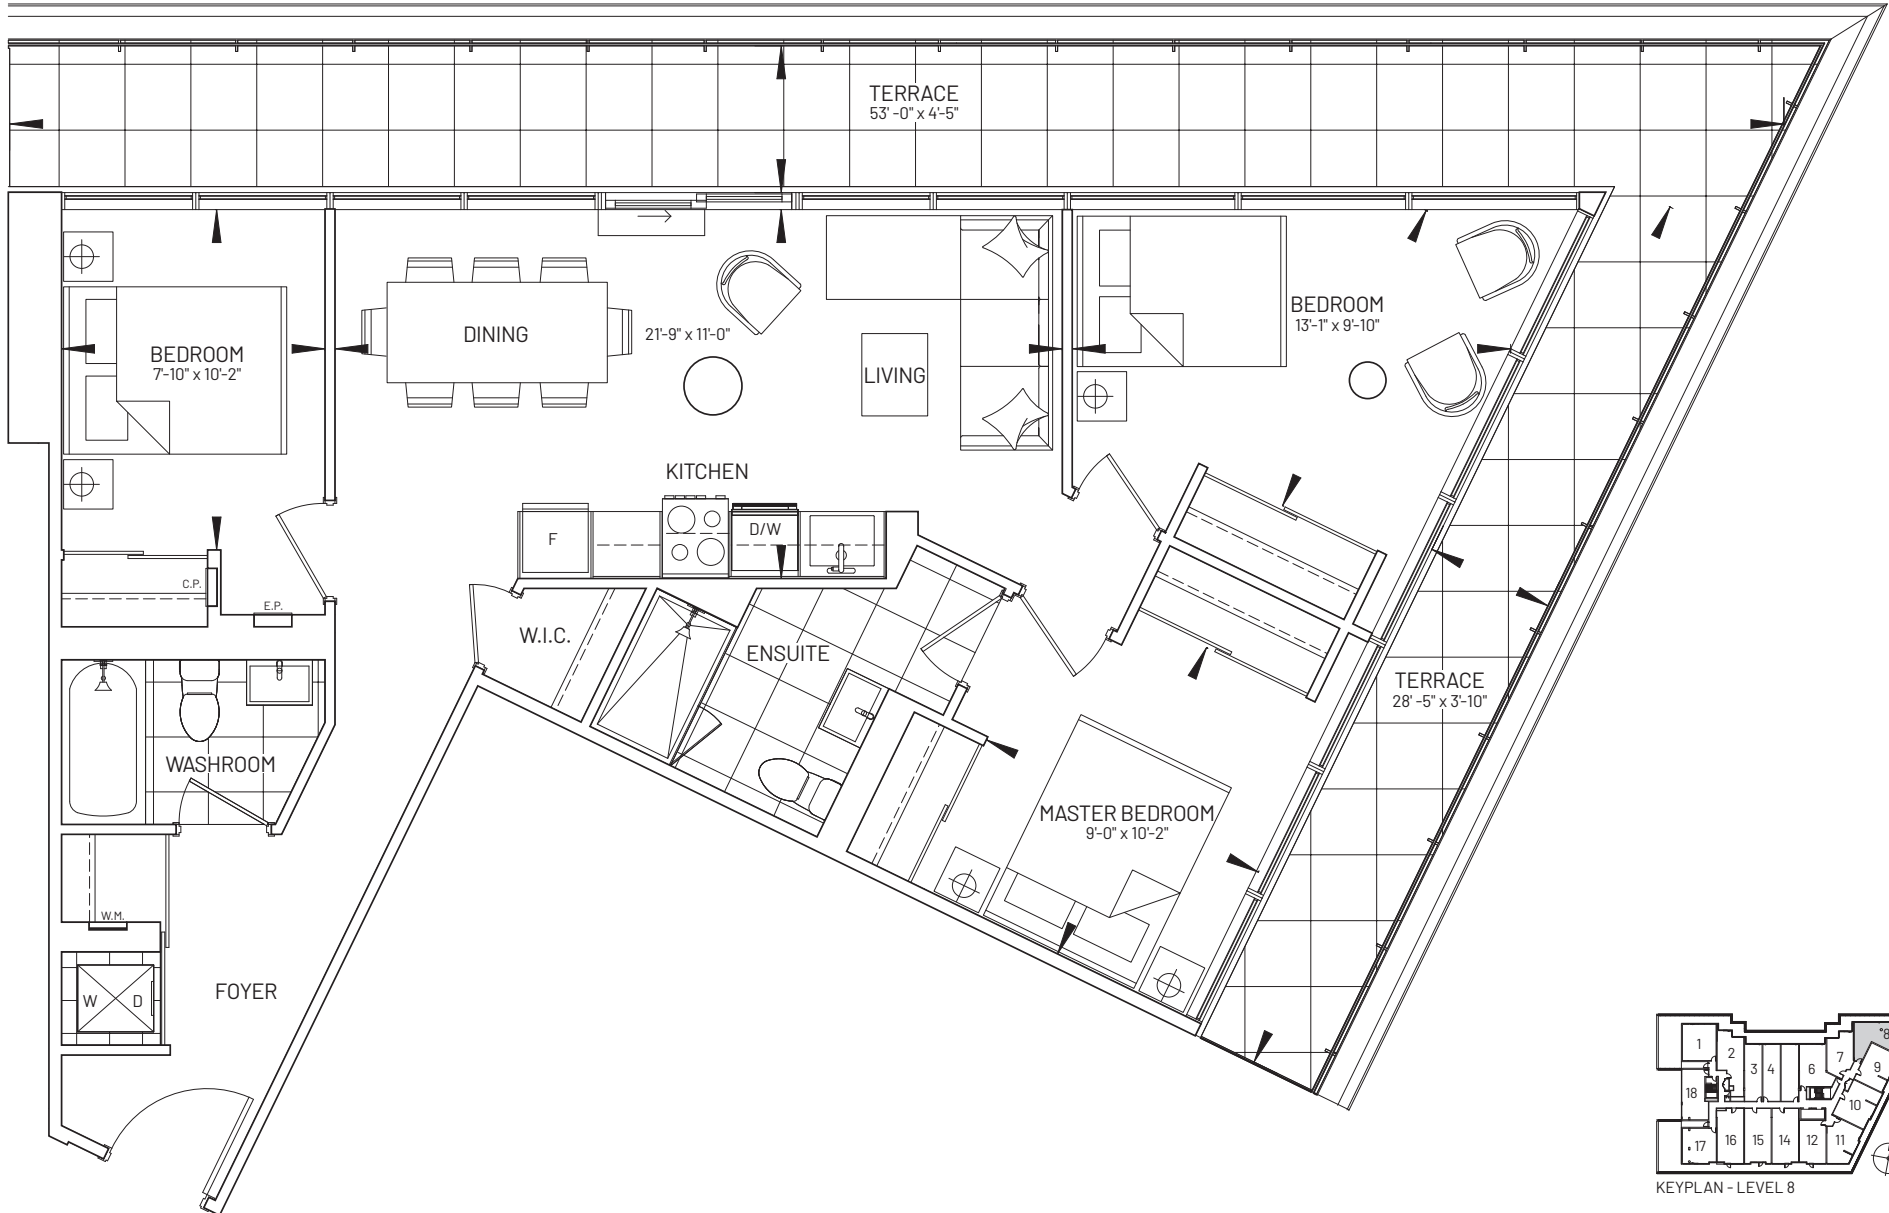 TERRACE
53' -0" x 4'-5"
BEDROOM
7'-10" x 10'-2"
DINING
21'-9" x 11'-0"
LIVING
BEDROOM
13'-1" x 9'-10"
KITCHEN
F
D/W
C.P.
E.P.
W.I.C.
ENSUITE
TERRACE
28' -5" x 3'-10"
WASHROOM
MASTER BEDROOM
9'-0" x 10'-2"
W.M.
W D
FOYER
1
2
3
4
6
7
8
9
10
11
12
14
15
16
17
18
KEYPLAN - LEVEL 8